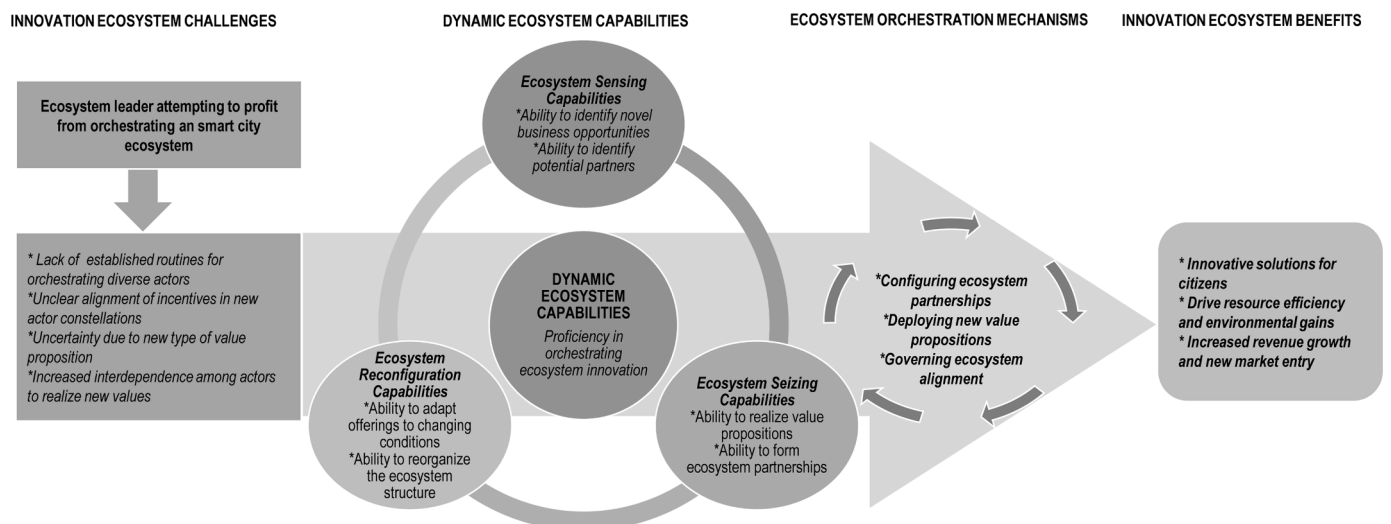 INNOVATION ECOSYSTEM CHALLENGES
DYNAMIC ECOSYSTEM CAPABILITIES
ECOSYSTEM ORCHESTRATION MECHANISMS
INNOVATION ECOSYSTEM BENEFITS
Ecosystem leader attempting to profit
from orchestrating an smart city
ecosystem
* Lack of established routines for
orchestrating diverse actors
*Unclear alignment of incentives in new
actor constellations
*Uncertainty due to new type of value
proposition
*Increased interdependence among actors
to realize new values
Ecosystem Sensing
Capabilities
*Ability to identify novel
business opportunities
*Ability to identify
potential partners
DYNAMIC
ECOSYSTEM
CAPABILITIES
Proficiency in
orchestrating
ecosystem innovation
Ecosystem
Reconfiguration
Capabilities
*Ability to adapt
offerings to changing
conditions
*Ability to reorganize
the ecosystem
structure
Ecosystem Seizing
Capabilities
*Ability to realize value
propositions
*Ability to form
ecosystem partnerships
*Configuring ecosystem
partnerships
*Deploying new value
propositions
*Governing ecosystem
alignment
* Innovative solutions for
citizens
* Drive resource efficiency
and environmental gains
* Increased revenue growth
and new market entry